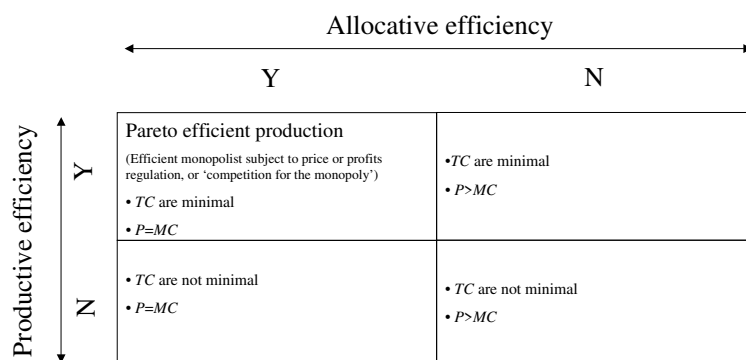 Allocative efficiency
Y
N
Productive efficiency
Y
Pareto efficient production
(Efficient monopolist subject to price or profits
regulation, or ‘competition for the monopoly’)
• TC are minimal
• P=MC
•TC are minimal
• P>MC
N
• TC are not minimal
• P=MC
• TC are not minimal
• P>MC